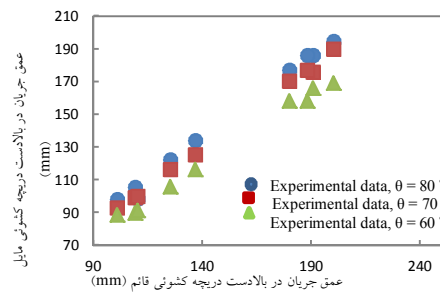 210
190
170
150
130
110
90
70
عمق جریان در بالادست دریچه کشوئی مایل
(mm)
Experimental data, θ = 80 °
Experimental data, θ = 70
Experimental data, θ = 60 °
90
140
190
240
عمق جریان در بالادست دریچه کشوئی قائم (mm)